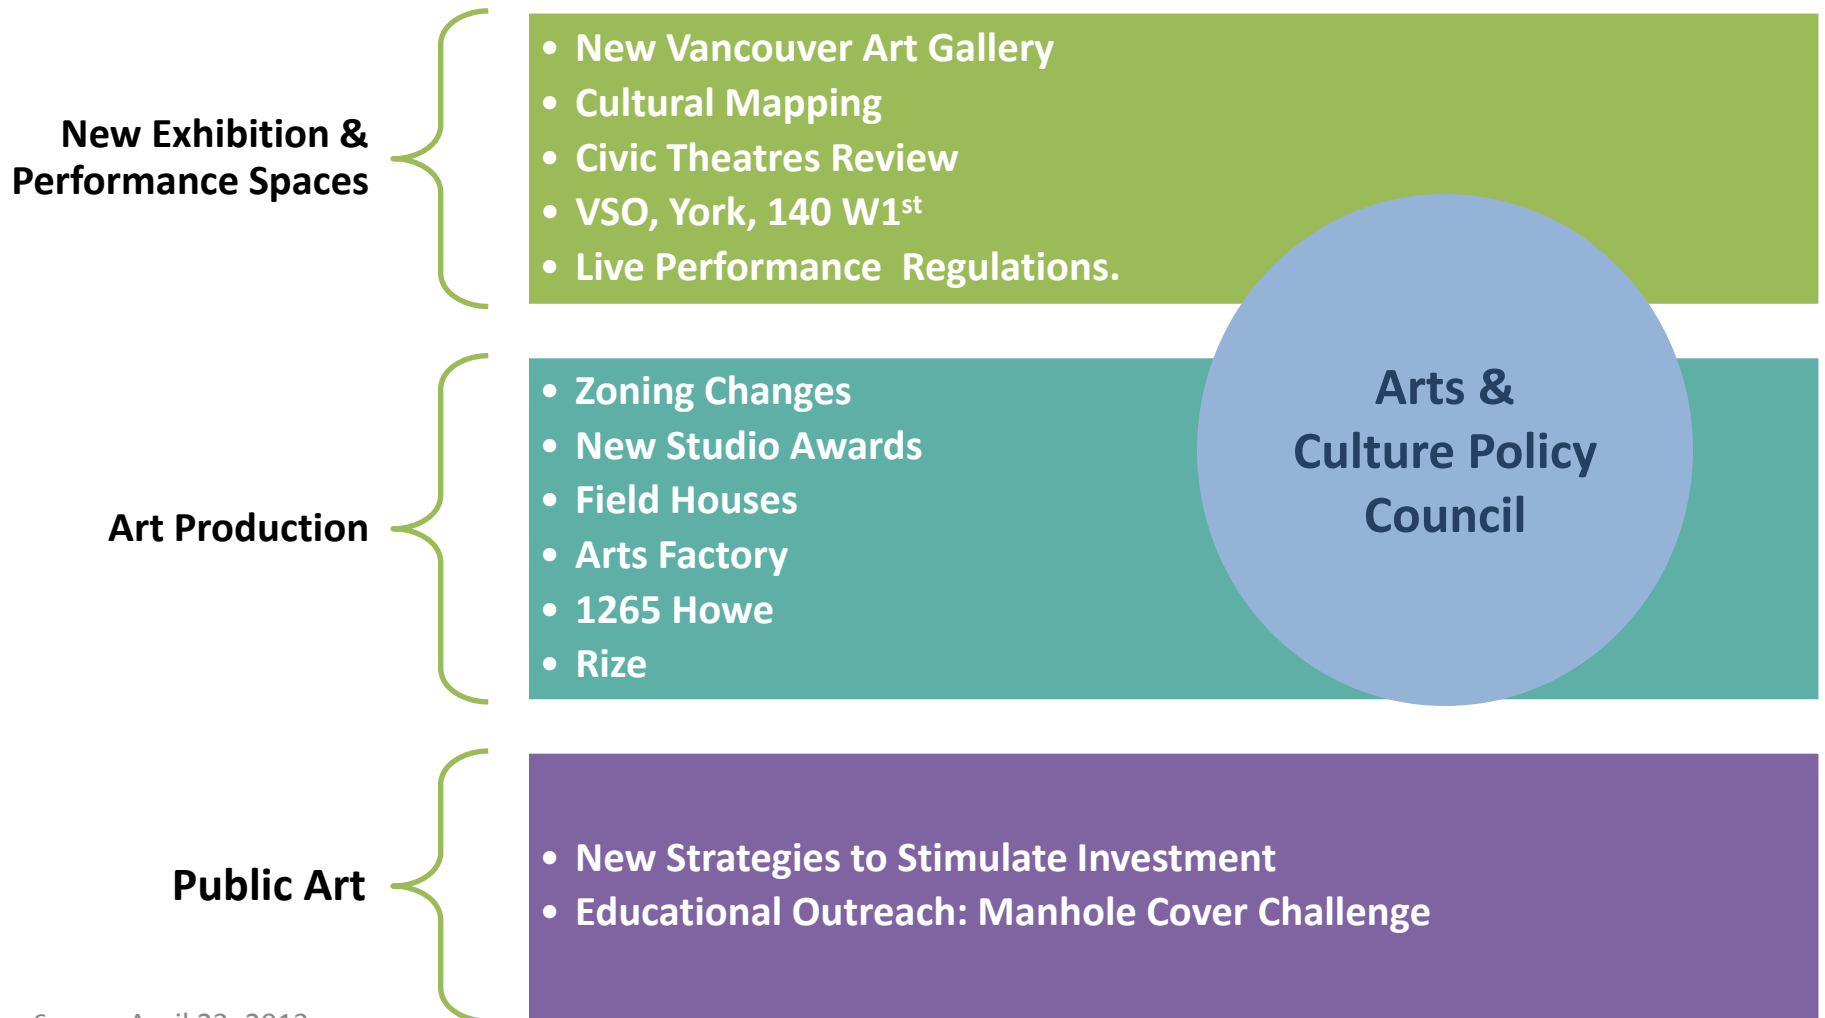 New Exhibition &
Performance Spaces
• New Vancouver Art Gallery
• Cultural Mapping
• Civic Theatres Review
• VSO, York, 140 W1st
• Live Performance  Regulations.
Art Production
• Zoning Changes
• New Studio Awards
• Field Houses
• Arts Factory
• 1265 Howe
• Rize
Arts &
Culture Policy
Council
Public Art
• New Strategies to Stimulate Investment
• Educational Outreach: Manhole Cover Challenge